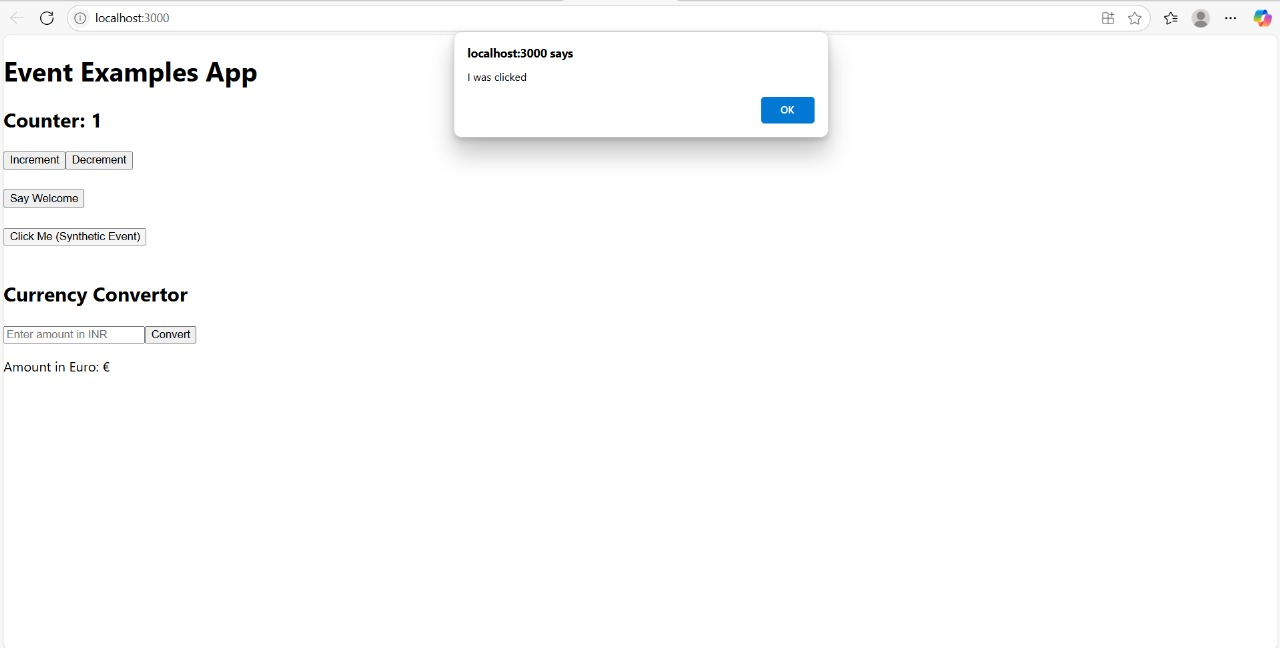 localhost:3000
localhost:3000 says
I was clicked
OK
Event Examples App
Counter: 1
Increment Decrement
Say Welcome
Click Me (Synthetic Event)
Currency Convertor
Enter amount in INR Convert
Amount in Euro: €